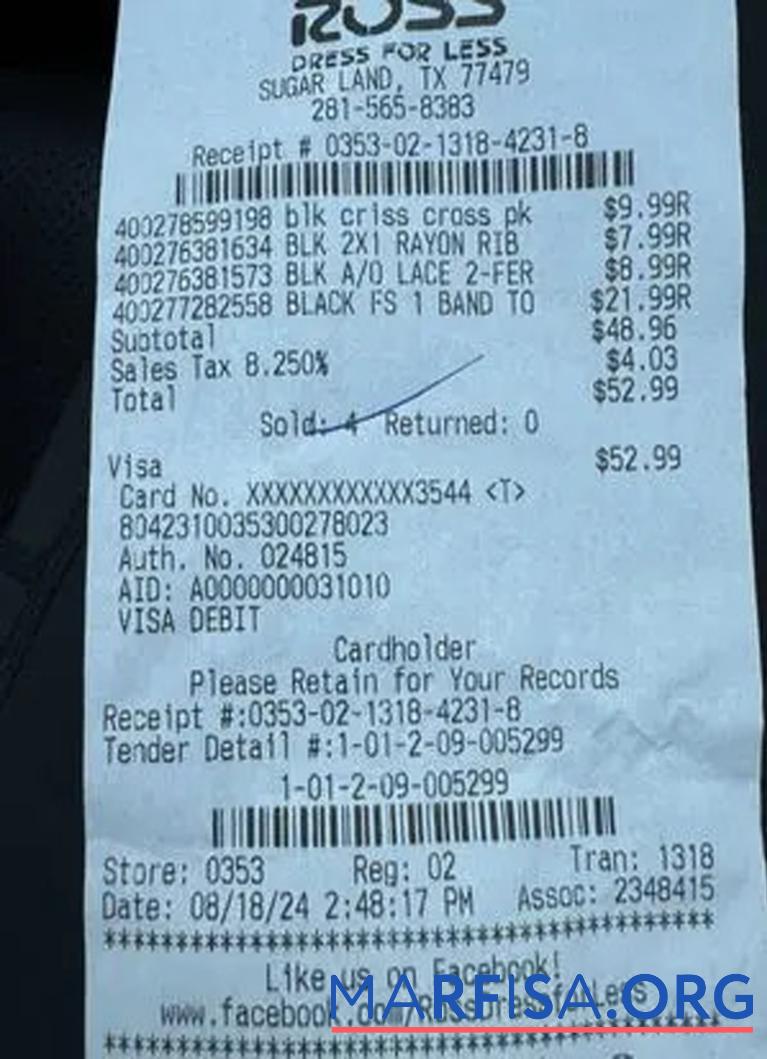 ROSS
DRESS FOR LESS
SUGAR LAND, TX 77479
281-565-8383
Receipt # 0353-02-1318-4231-8
400278599198 blk criss cross pk $9.99R
400276381634 BLK 2X1 RAYON RIB $7.99R
400276381573 BLK A/O LACE 2-FER $8.99R
400277282558 BLACK FS 1 BAND TO $21.99R
Subtotal $48.96
Sales Tax 8.250% $4.03
Total $52.99
Sold: 4 Returned: 0
Visa $52.99
Card No. XXXXXXXXXXXX3544 <T>
8042310035300278023
Auth. No. 024815
AID: A0000000031010
VISA DEBIT
Cardholder
Please Retain for Your Records
Receipt #:0353-02-1318-4231-8
Tender Detail #:1-01-2-09-005299
1-01-2-09-005299
Store: 0353 Reg: 02 Tran: 1318
Date: 08/18/24 2:48:17 PM Assoc: 2348415
****************************************
Like us on Facebook!
www.facebook.com/RossDressforLess
MARFISA.ORG
****************************************